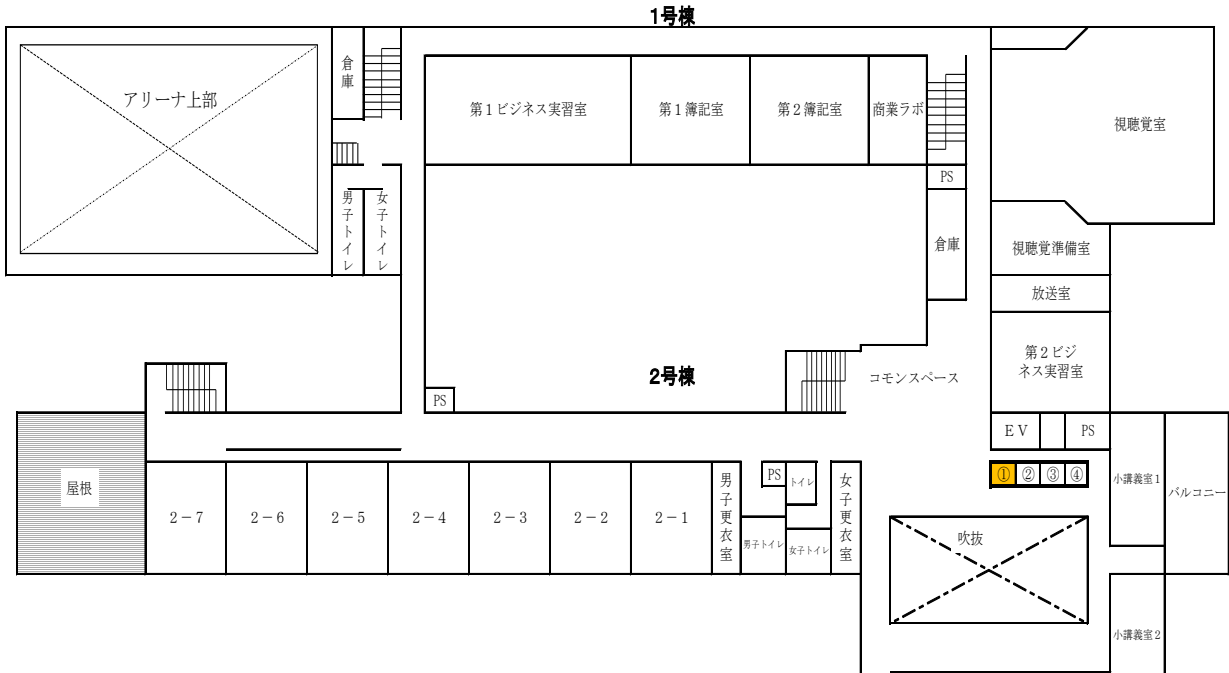 1号棟
アリーナ上部
倉庫
第1ビジネス実習室
第1簿記室
第2簿記室
商業ラボ
視聴覚室
PS
男子トイレ
女子トイレ
倉庫
視聴覚準備室
放送室
第2ビジ
ネス実習室
2号棟
コモンスペース
PS
EV
PS
屋根
2-7
2-6
2-5
2-4
2-3
2-2
2-1
男子更衣室
PS
トイレ
男子トイレ
女子トイレ
女子更衣室
①
②
③
④
小講義室1
バルコニー
吹抜
小講義室2